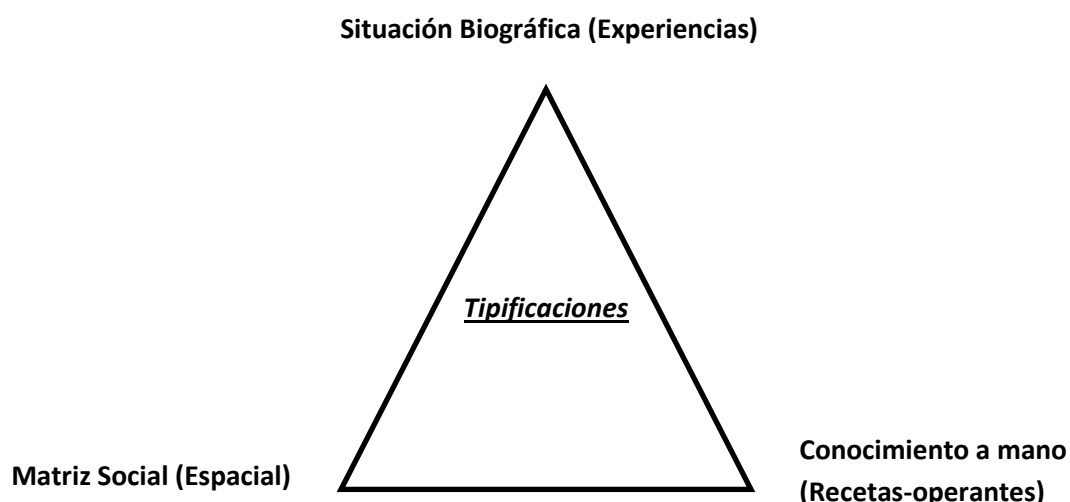 Situación Biográfica (Experiencias)
Tipificaciones
Matriz Social (Espacial)
Conocimiento a mano
(Recetas-operantes)